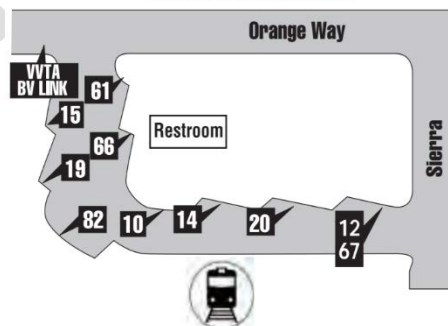 Orange Way
VVTA
BV LINK
61
15
66
Restroom
Sierra
19
82
10
14
20
12
67